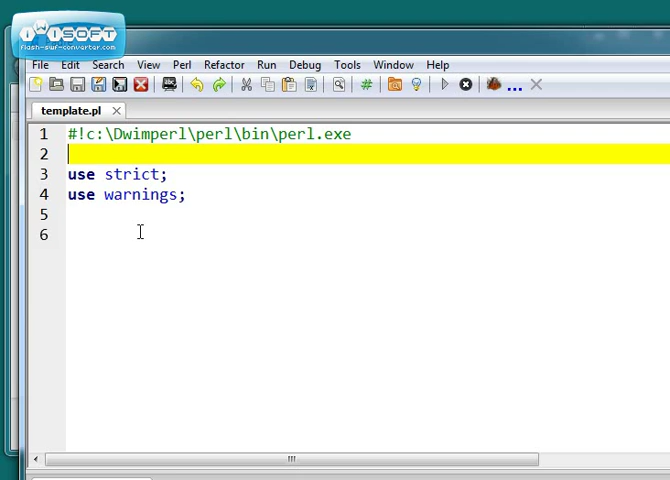 iWiSOFT
flash-swf-converter.com
File Edit Search View Perl Refactor Run Debug Tools Window Help
template.pl
1 #!c:\Dwimperl\perl\bin\perl.exe
2
3 use strict;
4 use warnings;
5
6